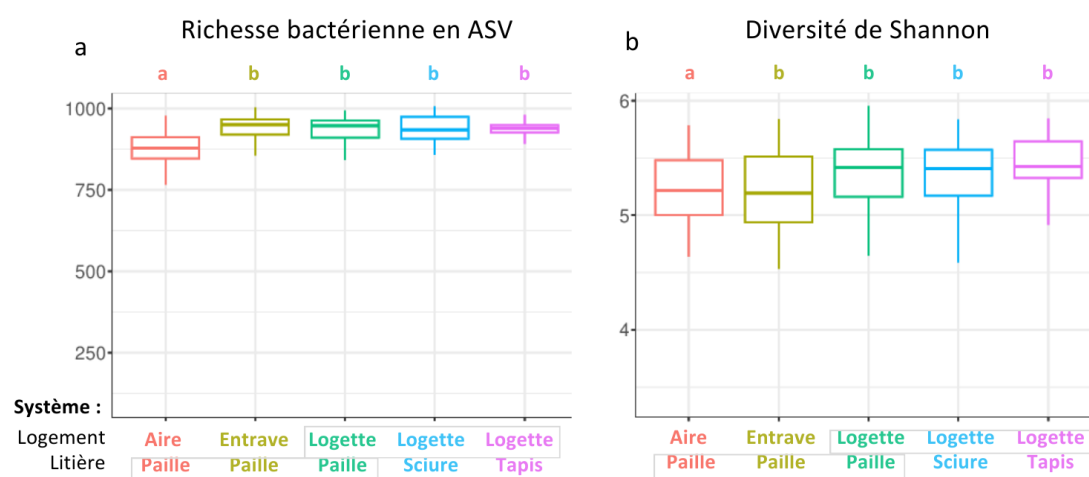 Richesse bactérienne en ASV
a
a b b b b
1000
750
500
250
Système :
Logement Aire Entrave Logette Logette Logette
Litière Paille Paille Paille Sciure Tapis
Diversité de Shannon
b
a b b b b
6
5
4
Aire Entrave Logette Logette Logette
Paille Paille Paille Sciure Tapis